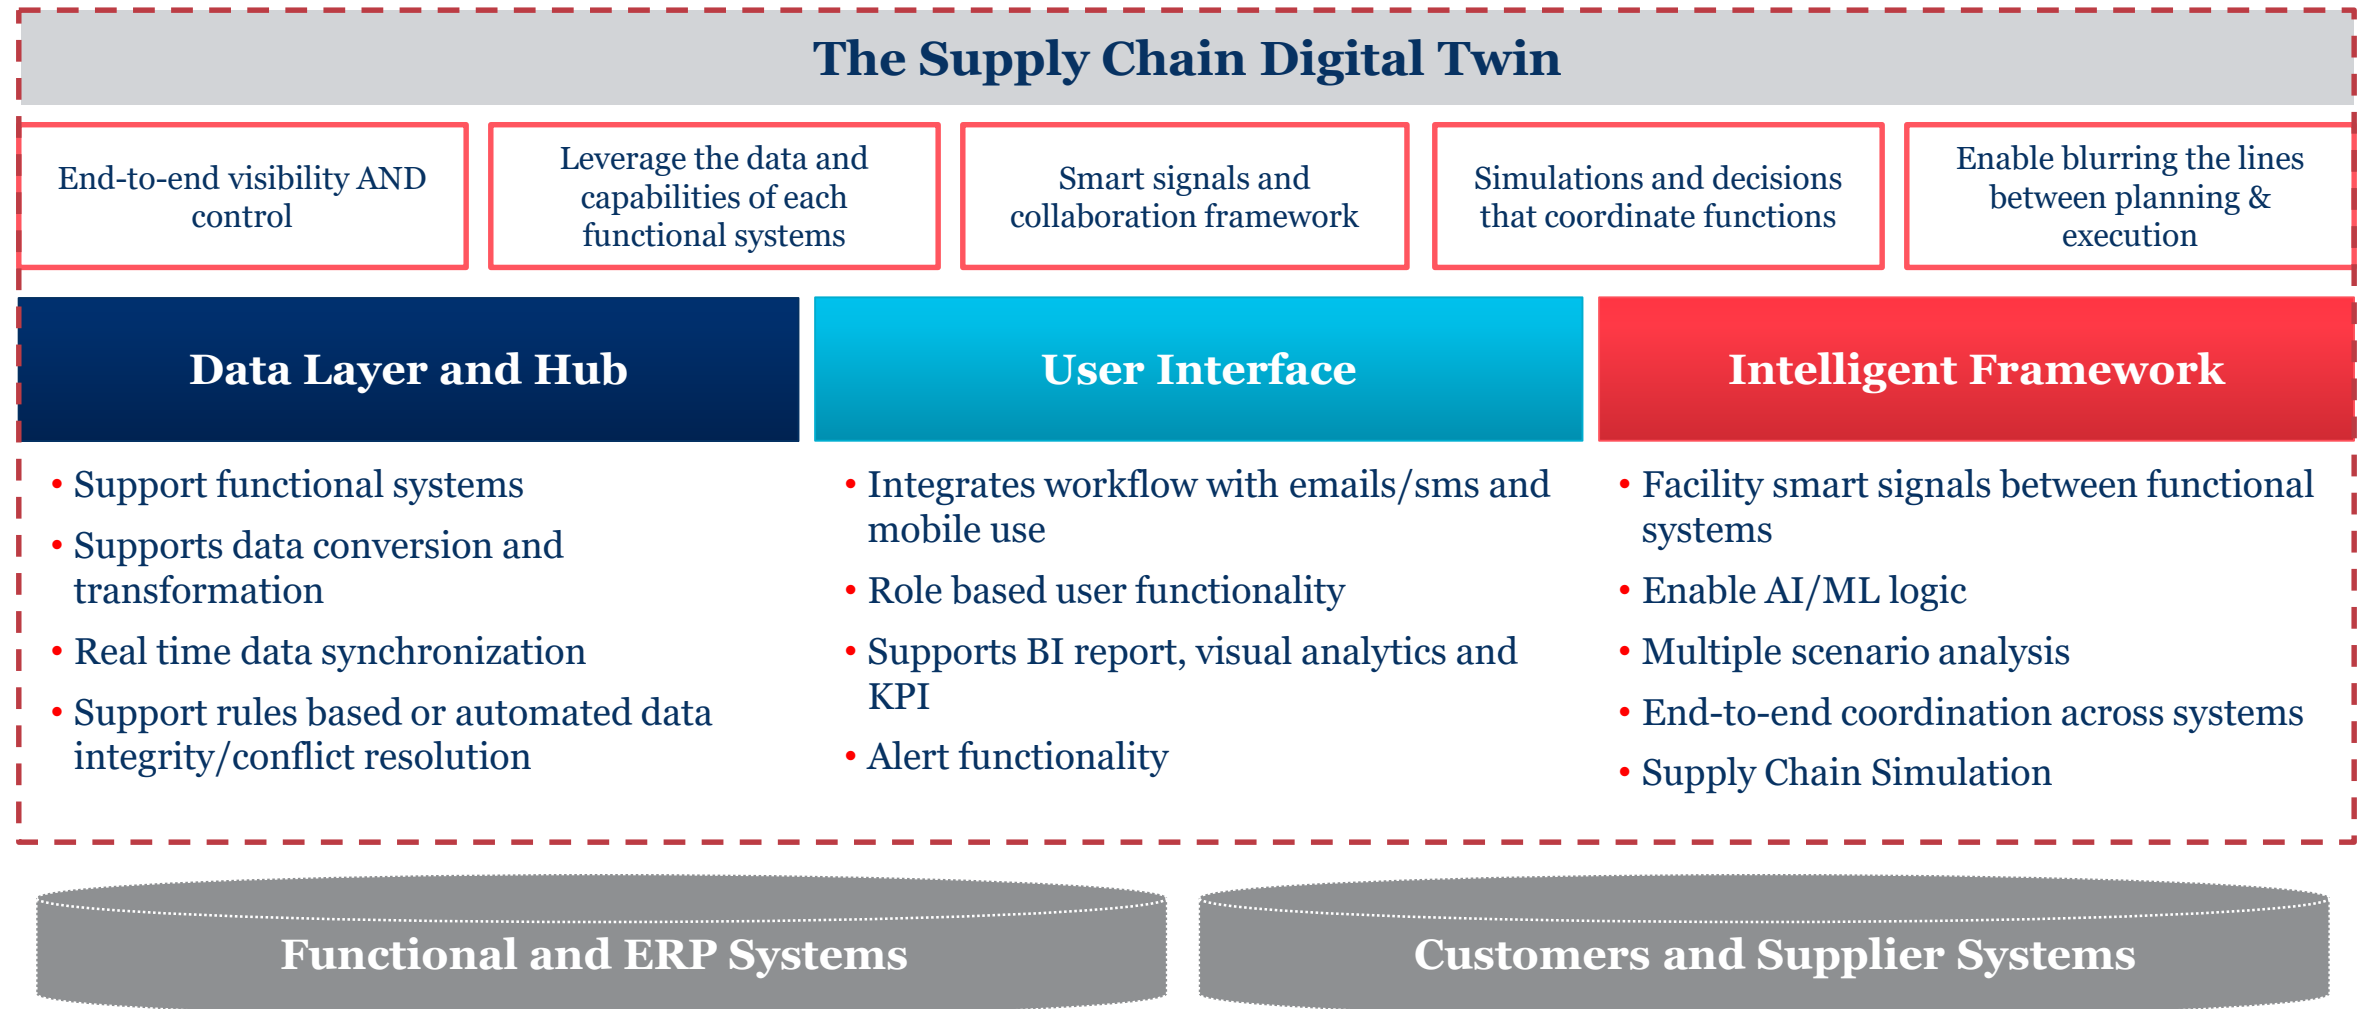 The Supply Chain Digital Twin
End-to-end visibility AND
control
Leverage the data and
capabilities of each
functional systems
Smart signals and
collaboration framework
Simulations and decisions
that coordinate functions
Enable blurring the lines
between planning &
execution
Data Layer and Hub
• Support functional systems
• Supports data conversion and
transformation
• Real time data synchronization
• Support rules based or automated data
integrity/conflict resolution
User Interface
• Integrates workflow with emails/sms and
mobile use
• Role based user functionality
• Supports BI report, visual analytics and
KPI
• Alert functionality
Intelligent Framework
• Facility smart signals between functional
systems
• Enable AI/ML logic
• Multiple scenario analysis
• End-to-end coordination across systems
• Supply Chain Simulation
Functional and ERP Systems
Customers and Supplier Systems